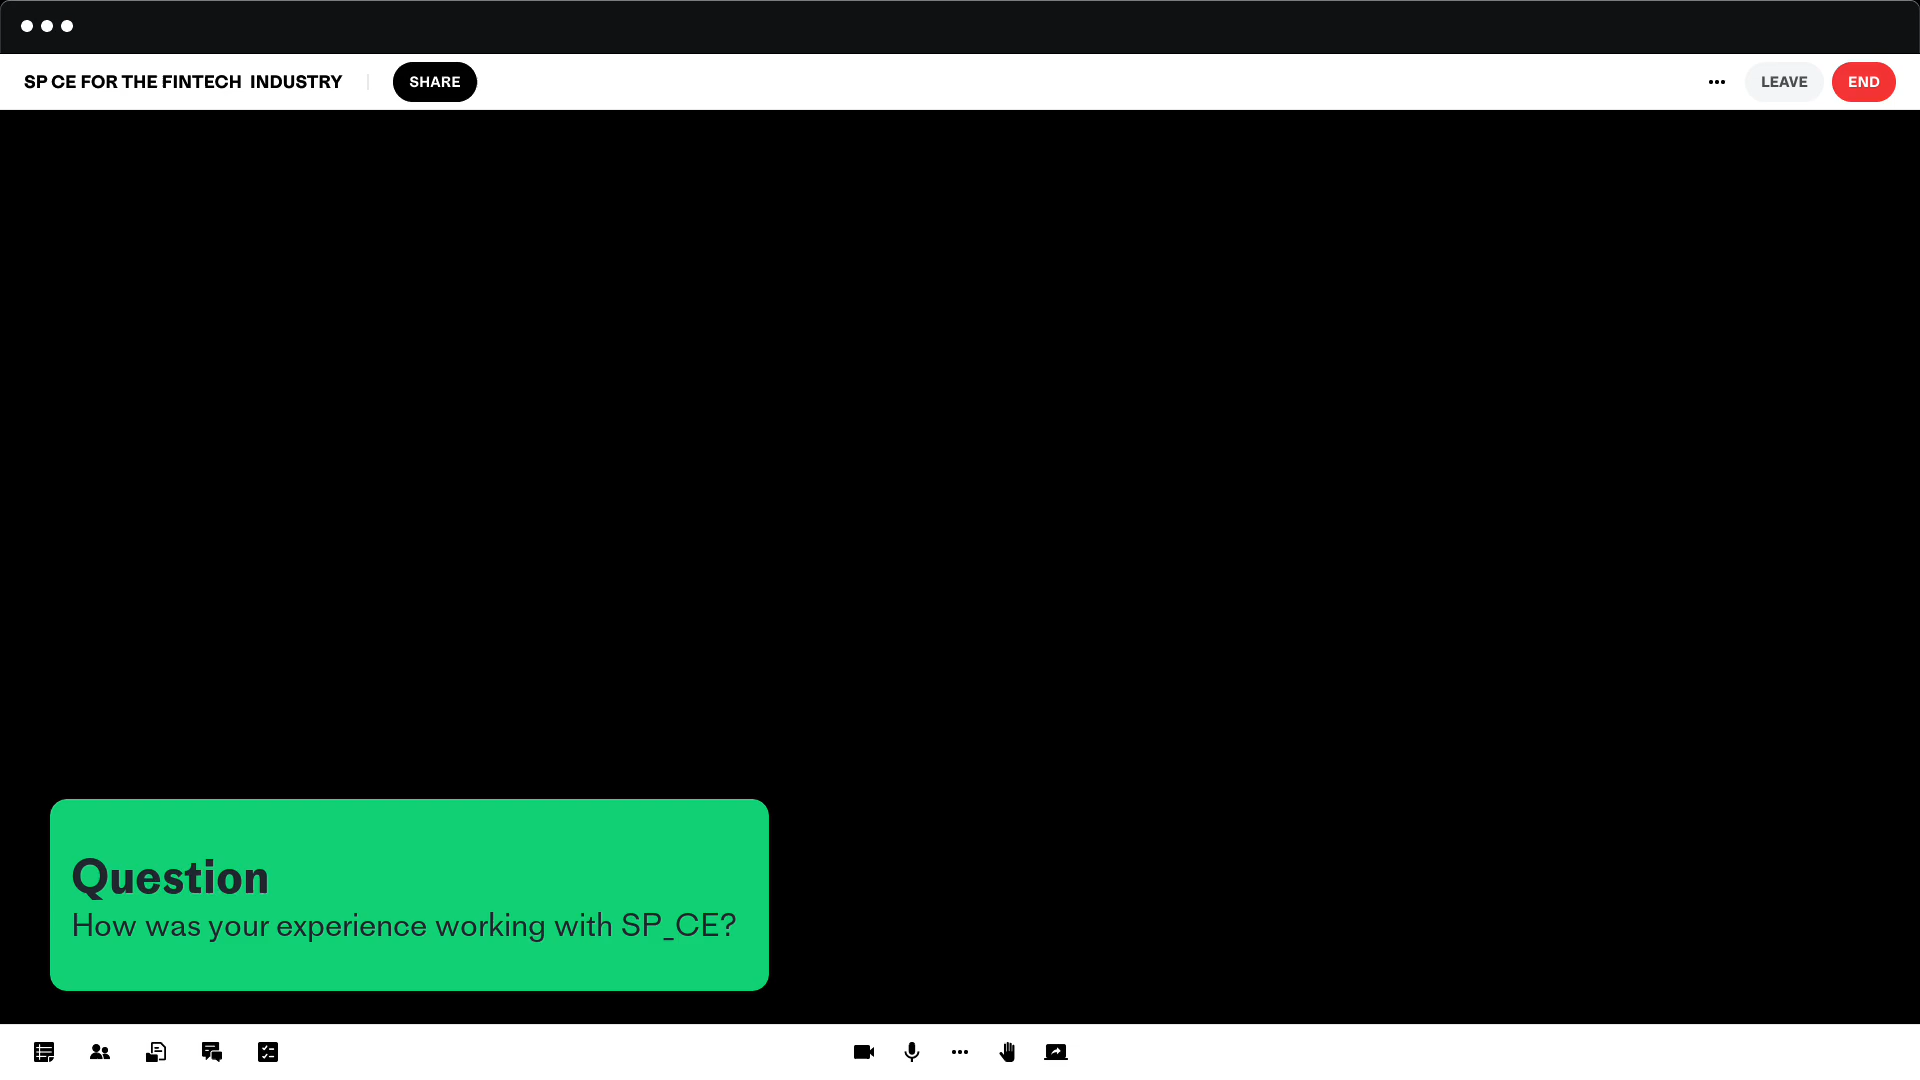 SP CE FOR THE FINTECH INDUSTRY
SHARE
LEAVE
END
Question
How was your experience working with SP_CE?